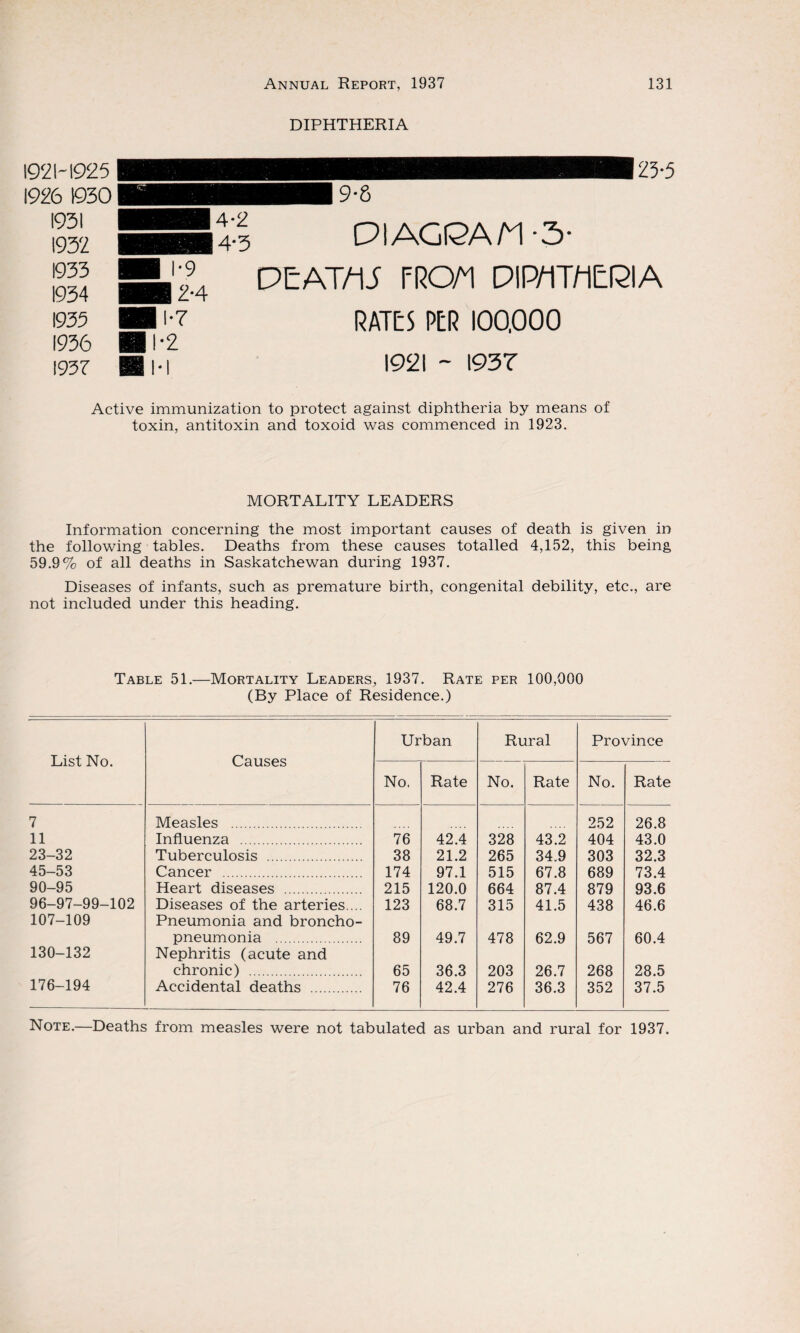 Annual Report, 1937 131
DIPHTHERIA
1921-1925 23·5
1926 1930 9·8
1931 4·2
1932 4·3
DIAGRAM ·3·
1933 1·9
1934 2·4
DEATHS FROM DIPHTHERIA
1935 1·7
RATES PER 100,000
1936 1·2
1937 1·1
1921 - 1937
Active immunization to protect against diphtheria by means of
toxin, antitoxin and toxoid was commenced in 1923.
MORTALITY LEADERS
Information concerning the most important causes of death is given in
the following tables. Deaths from these causes totalled 4,152, this being
59.9% of all deaths in Saskatchewan during 1937.
Diseases of infants, such as premature birth, congenital debility, etc., are
not included under this heading.
Table 51.—Mortality Leaders, 1937. Rate per 100,000
(By Place of Residence.)
List No. Causes Urban Rural Province
No. Rate No. Rate No. Rate
7 Measles .... .... .... .... 252 26.8
11 Influenza 76 42.4 328 43.2 404 43.0
23-32 Tuberculosis 38 21.2 265 34.9 303 32.3
45-53 Cancer 174 97.1 515 67.8 689 73.4
90-95 Heart diseases 215 120.0 664 87.4 879 93.6
96-97-99-102 Diseases of the arteries.... 123 68.7 315 41.5 438 46.6
107-109 Pneumonia and broncho-
pneumonia 89 49.7 478 62.9 567 60.4
130-132 Nephritis (acute and
chronic) 65 36.3 203 26.7 268 28.5
176-194 Accidental deaths 76 42.4 276 36.3 352 37.5
Note.—Deaths from measles were not tabulated as urban and rural for 1937.